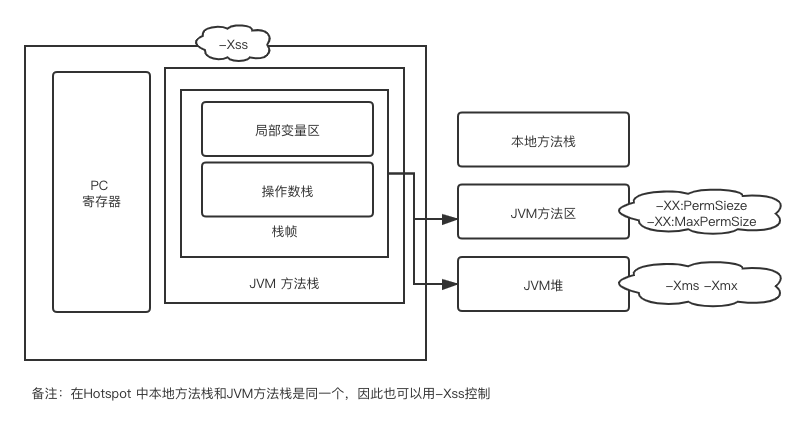 -Xss
PC
寄存器
局部变量区
操作数栈
栈帧
JVM 方法栈
本地方法栈
JVM方法区
-XX:PermSieze
-XX:MaxPermSize
JVM堆
-Xms -Xmx
备注：在Hotspot 中本地方法栈和JVM方法栈是同一个，因此也可以用-Xss控制